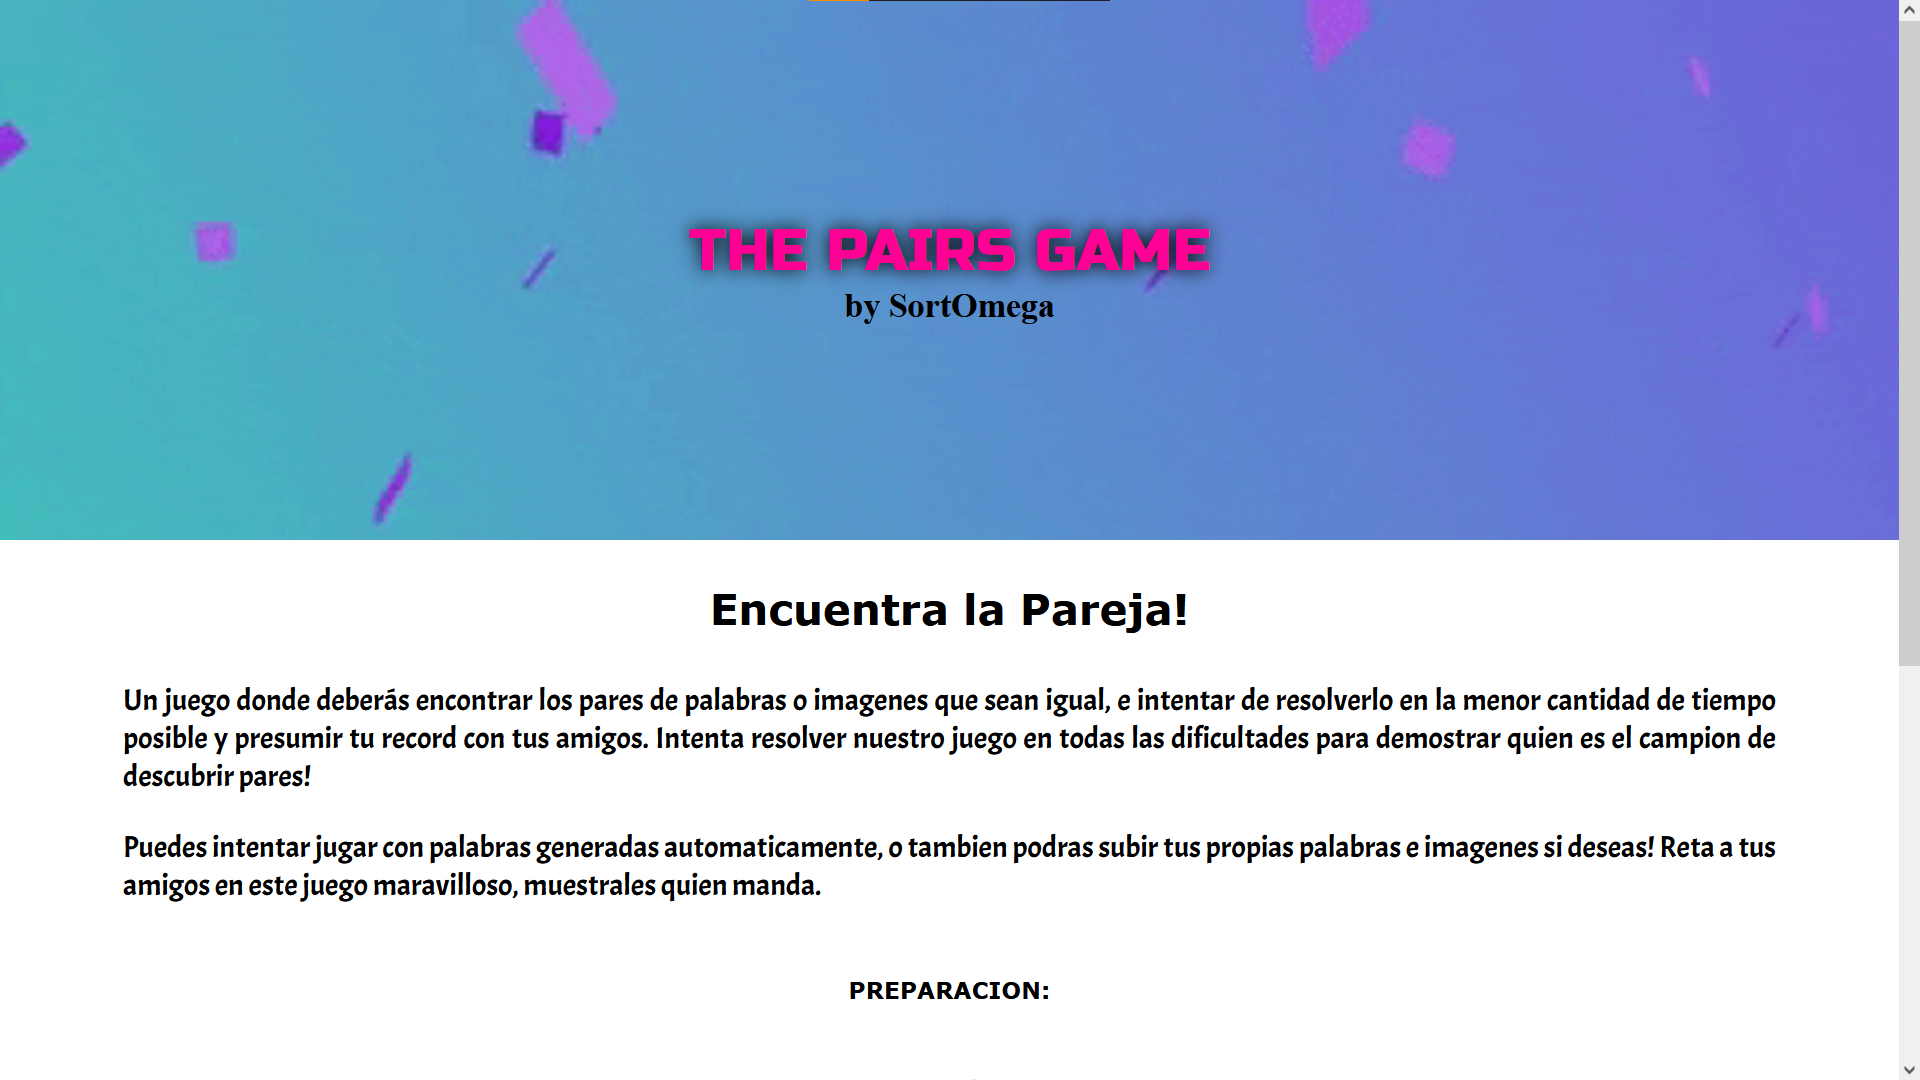 THE PAIRS GAME
by SortOmega
Encuentra la Pareja!
Un juego donde deberás encontrar los pares de palabras o imagenes que sean igual, e intentar de resolverlo en la menor cantidad de tiempo
posible y presumir tu record con tus amigos. Intenta resolver nuestro juego en todas las dificultades para demostrar quien es el campion de
descubrir pares!
Puedes intentar jugar con palabras generadas automaticamente, o tambien podras subir tus propias palabras e imagenes si deseas! Reta a tus
amigos en este juego maravilloso, muestrales quien manda.
PREPARACION: